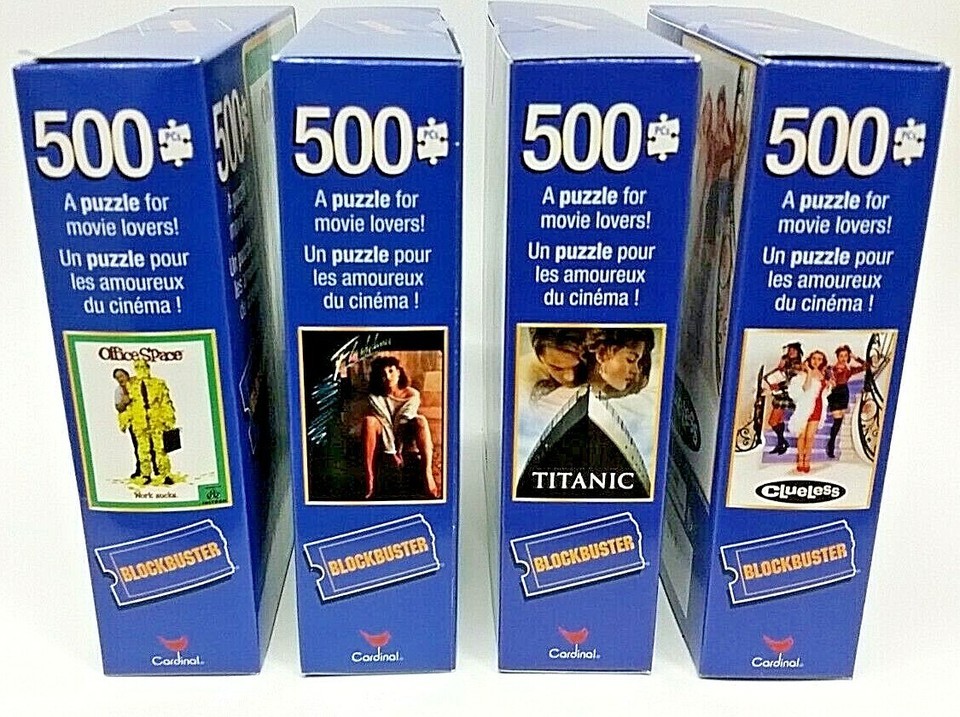 500 PCs
A puzzle for
movie lovers!
Un puzzle pour
les amoureux
du cinéma !
Office Space
Work sucks.
BLOCKBUSTER
Cardinal
500
500 PCs
A puzzle for
movie lovers!
Un puzzle pour
les amoureux
du cinéma !
Flashdance
BLOCKBUSTER
Cardinal
500 PCs
A puzzle for
movie lovers!
Un puzzle pour
les amoureux
du cinéma !
TITANIC
BLOCKBUSTER
Cardinal
500 PCs
A puzzle for
movie lovers!
Un puzzle pour
les amoureux
du cinéma !
CLUELESS
BLOCKBUSTER
Cardinal